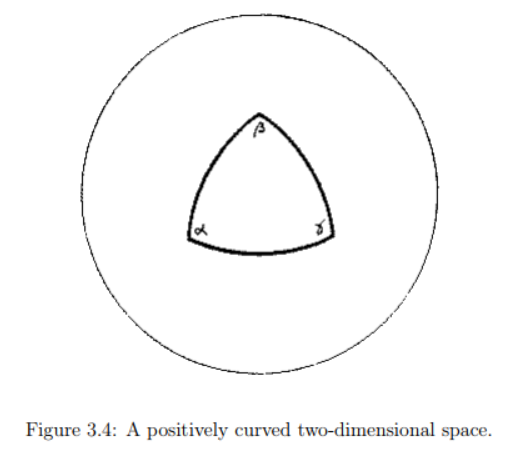 β
α
γ
Figure 3.4: A positively curved two-dimensional space.